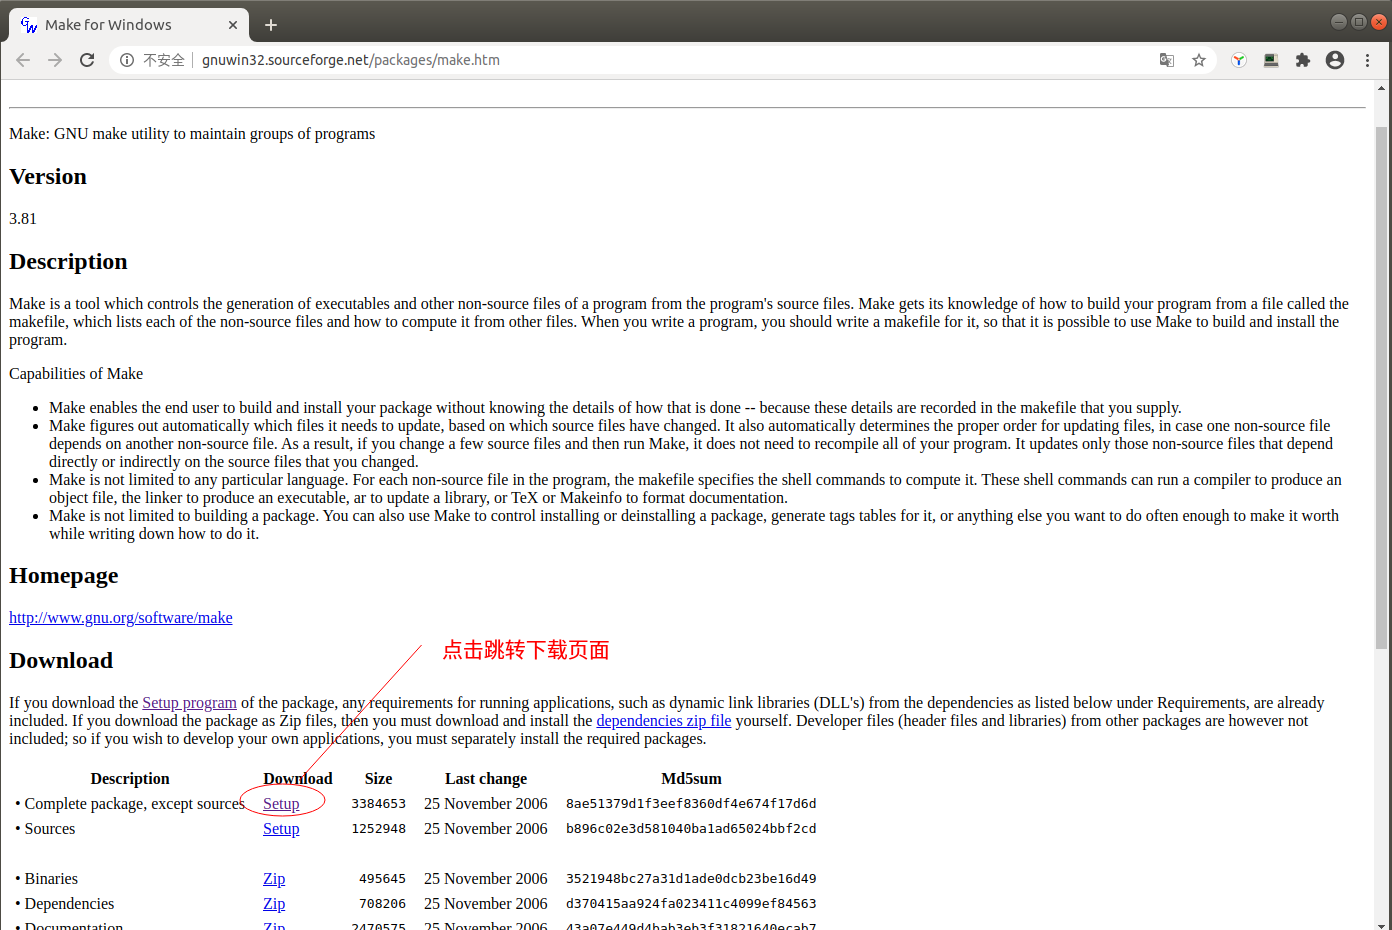 Make for Windows
不安全 gnuwin32.sourceforge.net/packages/make.htm
Make: GNU make utility to maintain groups of programs
Version
3.81
Description
Make is a tool which controls the generation of executables and other non-source files of a program from the program's source files. Make gets its knowledge of how to build your program from a file called the
makefile, which lists each of the non-source files and how to compute it from other files. When you write a program, you should write a makefile for it, so that it is possible to use Make to build and install the
program.
Capabilities of Make
• Make enables the end user to build and install your package without knowing the details of how that is done -- because these details are recorded in the makefile that you supply.
• Make figures out automatically which files it needs to update, based on which source files have changed. It also automatically determines the proper order for updating files, in case one non-source file
depends on another non-source file. As a result, if you change a few source files and then run Make, it does not need to recompile all of your program. It updates only those non-source files that depend
directly or indirectly on the source files that you changed.
• Make is not limited to any particular language. For each non-source file in the program, the makefile specifies the shell commands to compute it. These shell commands can run a compiler to produce an
object file, the linker to produce an executable, ar to update a library, or TeX or Makeinfo to format documentation.
• Make is not limited to building a package. You can also use Make to control installing or deinstalling a package, generate tags tables for it, or anything else you want to do often enough to make it worth
while writing down how to do it.
Homepage
http://www.gnu.org/software/make
点击跳转下载页面
Download
If you download the Setup program of the package, any requirements for running applications, such as dynamic link libraries (DLL's) from the dependencies as listed below under Requirements, are already
included. If you download the package as Zip files, then you must download and install the dependencies zip file yourself. Developer files (header files and libraries) from other packages are however not
included; so if you wish to develop your own applications, you must separately install the required packages.
Description Download Size Last change Md5sum
• Complete package, except sources Setup 3384653 25 November 2006 8ae51379d1f3eef8360df4e674f17d6d
• Sources Setup 1252948 25 November 2006 b896c02e3d581040ba1ad65024bbf2cd
• Binaries Zip 495645 25 November 2006 3521948bc27a31d1ade0dcb23be16d49
• Dependencies Zip 708206 25 November 2006 d370415aa924fa023411c4099ef84563
• Documentation Zip 2470575 25 November 2006 43a07e449d4bab3eb3f31821640ecab7